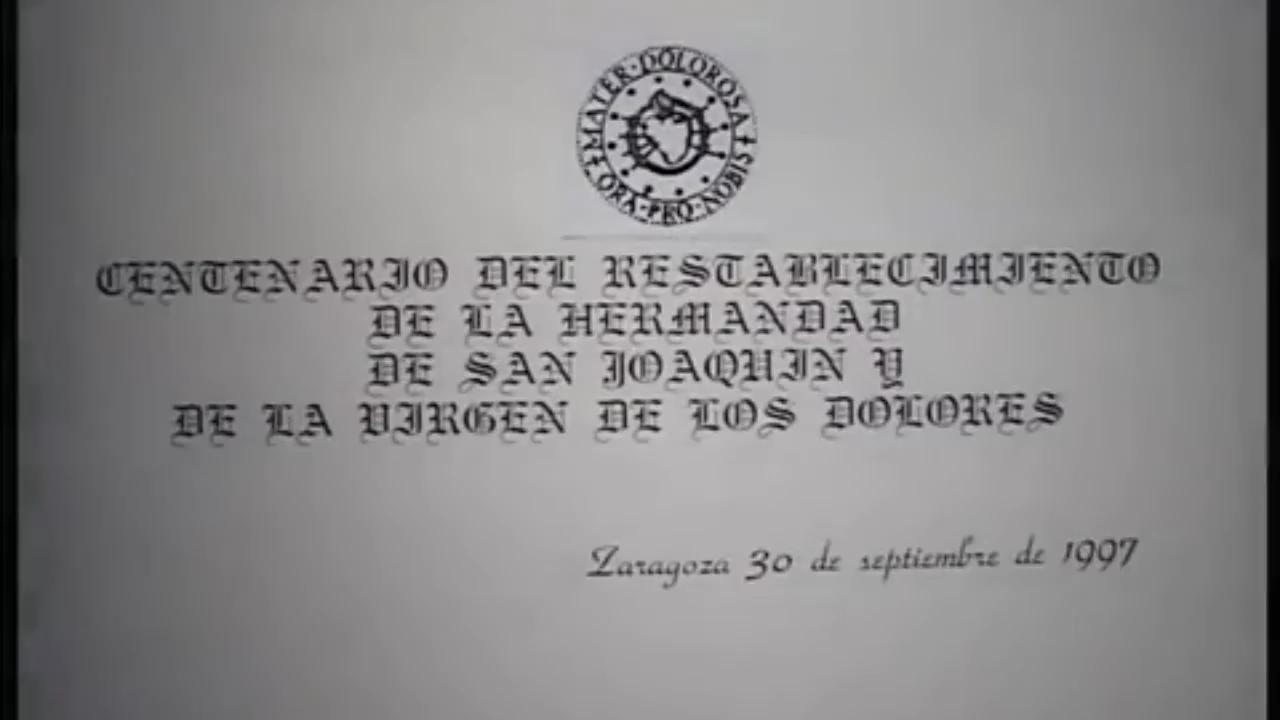 MATER · DOLOROSA
† ORA · PRO · NOBIS †
CENTENARIO DEL RESTABLECIMIENTO
DE LA HERMANDAD
DE SAN JOAQUIN Y
DE LA VIRGEN DE LOS DOLORES
Zaragoza 30 de septiembre de 1997